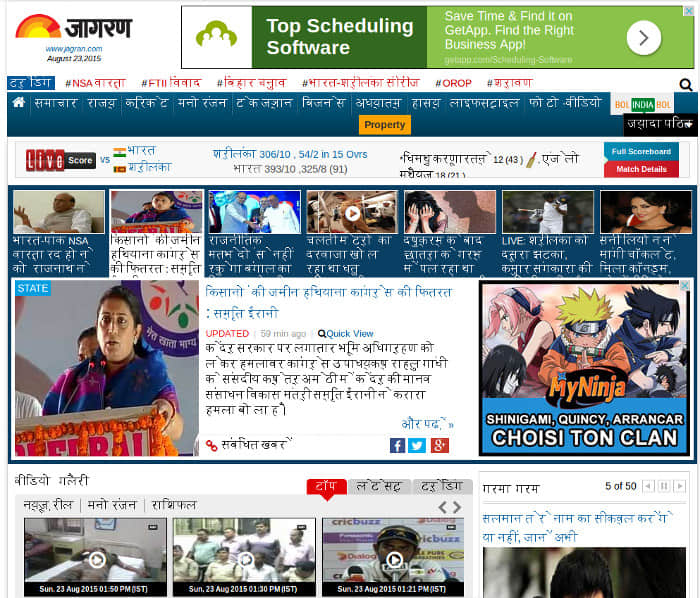 जागरण
www.jagran.com
August 23,2015
Top Scheduling
Software
Save Time & Find it on
GetApp. Find the Right
Business App!
getapp.com/Scheduling-Software
ट्रेंडिंग #NSA वार्ता #FTII विवाद #बिहार चुनाव #भारत-श्रीलंका सीरीज #OROP #श्रावण
समाचार राज्य क्रिकेट मनोरंजन टेक ज्ञान बिजनेस अध्यात्म हास्य लाइफस्टाइल फोटो-वीडियो BOL INDIA BOL
Property
ज्यादा पठित
Live Score vs भारत
श्रीलंका
श्रीलंका 306/10 , 54/2 in 15 Ovrs
भारत 393/10 ,325/8 (91)
12 (43 )
18 (21 )
Full Scoreboard
Match Details
भारत-पाक NSA
वार्ता रद होने
को राजनाथ ने
किसानों की जमीन
हथियाना कांग्रेस
की फितरत : स्मृति
राजनीतिक
मतभेदों से नहीं
रुकेगा बंगाल का
चलती मेट्रो का
दरवाजा खोल
रहा था
दुष्कर्म के बाद
छात्रा के गर्भ
में पल रहा था
LIVE: श्रीलंका को
दूसरा झटका,
कुमार संगकारा की
सनी लियोन ने
मांगी चॉकलेट,
मिला कॉन्डम,
STATE
किसानों की जमीन हथियाना कांग्रेस की फितरत
: स्मृति ईरानी
UPDATED | 59 min ago | Quick View
केंद्र सरकार पर लगातार भूमि अधिग्रहण को
लेकर हमलावर कांग्रेस उपाध्यक्ष राहुल गांधी
के संसदीय क्षेत्र अमेठी में केंद्र की मानव
संसाधन विकास मंत्री स्मृति ईरानी ने करारा
हमला बोला है।
और पढ़ें »
संबंधित खबरें
MyNinja
SHINIGAMI, QUINCY, ARRANCAR
CHOISI TON CLAN
वीडियो गैलरी
टॉप लेटेस्ट ट्रेंडिंग
न्यूज़ रील | मनोरंजन | राशिफल
Sun, 23 Aug 2015 01:50 PM (IST)
Sun, 23 Aug 2015 01:30 PM (IST)
Sun, 23 Aug 2015 01:21 PM (IST)
गरमा गरम
5 of 50
सलमान तेरे नाम का सीक्वल करेंगे
या नहीं, जानें अभी